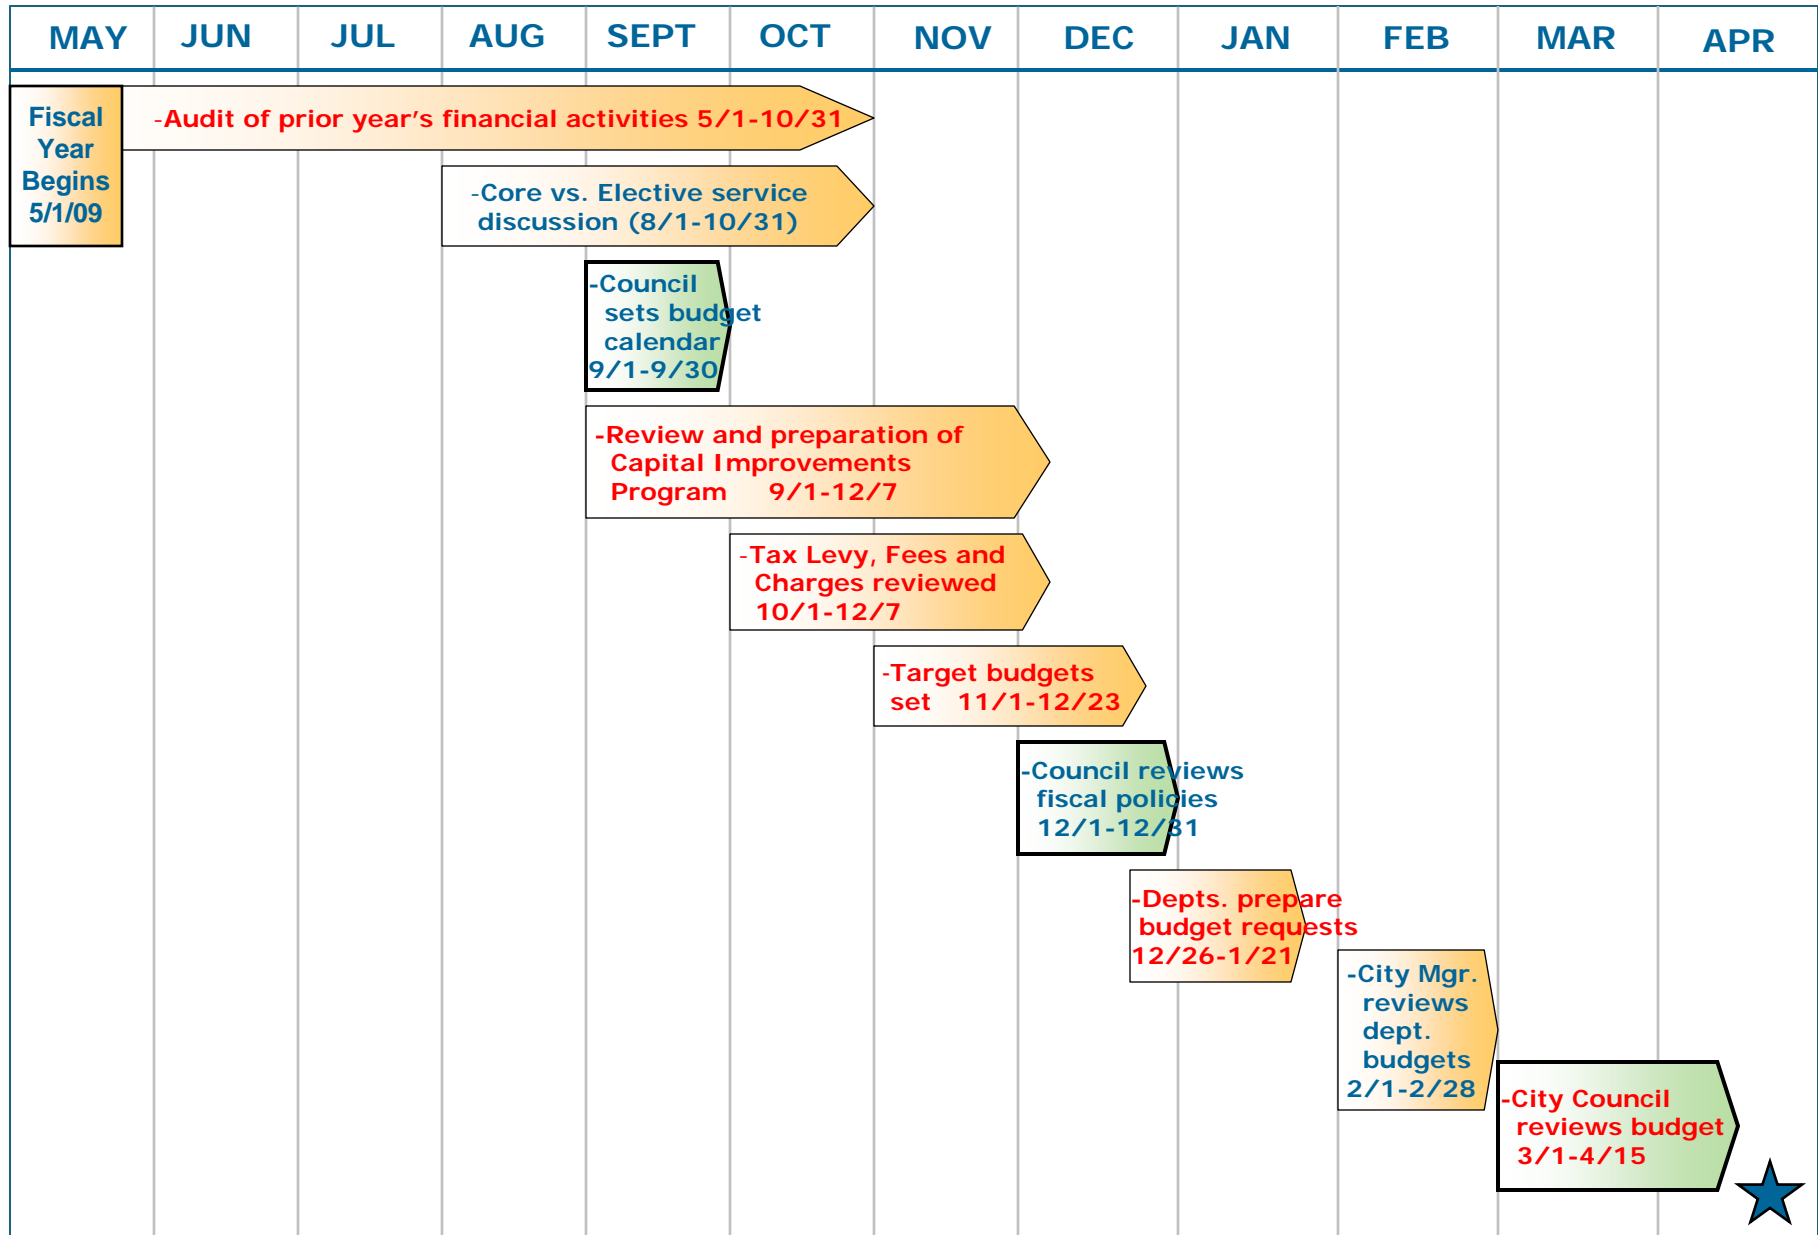 MAY JUN JUL AUG SEPT OCT NOV DEC JAN FEB MAR APR
Fiscal
Year
Begins
5/1/09
-Audit of prior year's financial activities 5/1-10/31
-Core vs. Elective service
discussion (8/1-10/31)
-Council
sets budget
calendar
9/1-9/30
-Review and preparation of
Capital Improvements
Program 9/1-12/7
-Tax Levy, Fees and
Charges reviewed
10/1-12/7
-Target budgets
set 11/1-12/23
-Council reviews
fiscal policies
12/1-12/31
-Depts. prepare
budget requests
12/26-1/21
-City Mgr.
reviews
dept.
budgets
2/1-2/28
-City Council
reviews budget
3/1-4/15